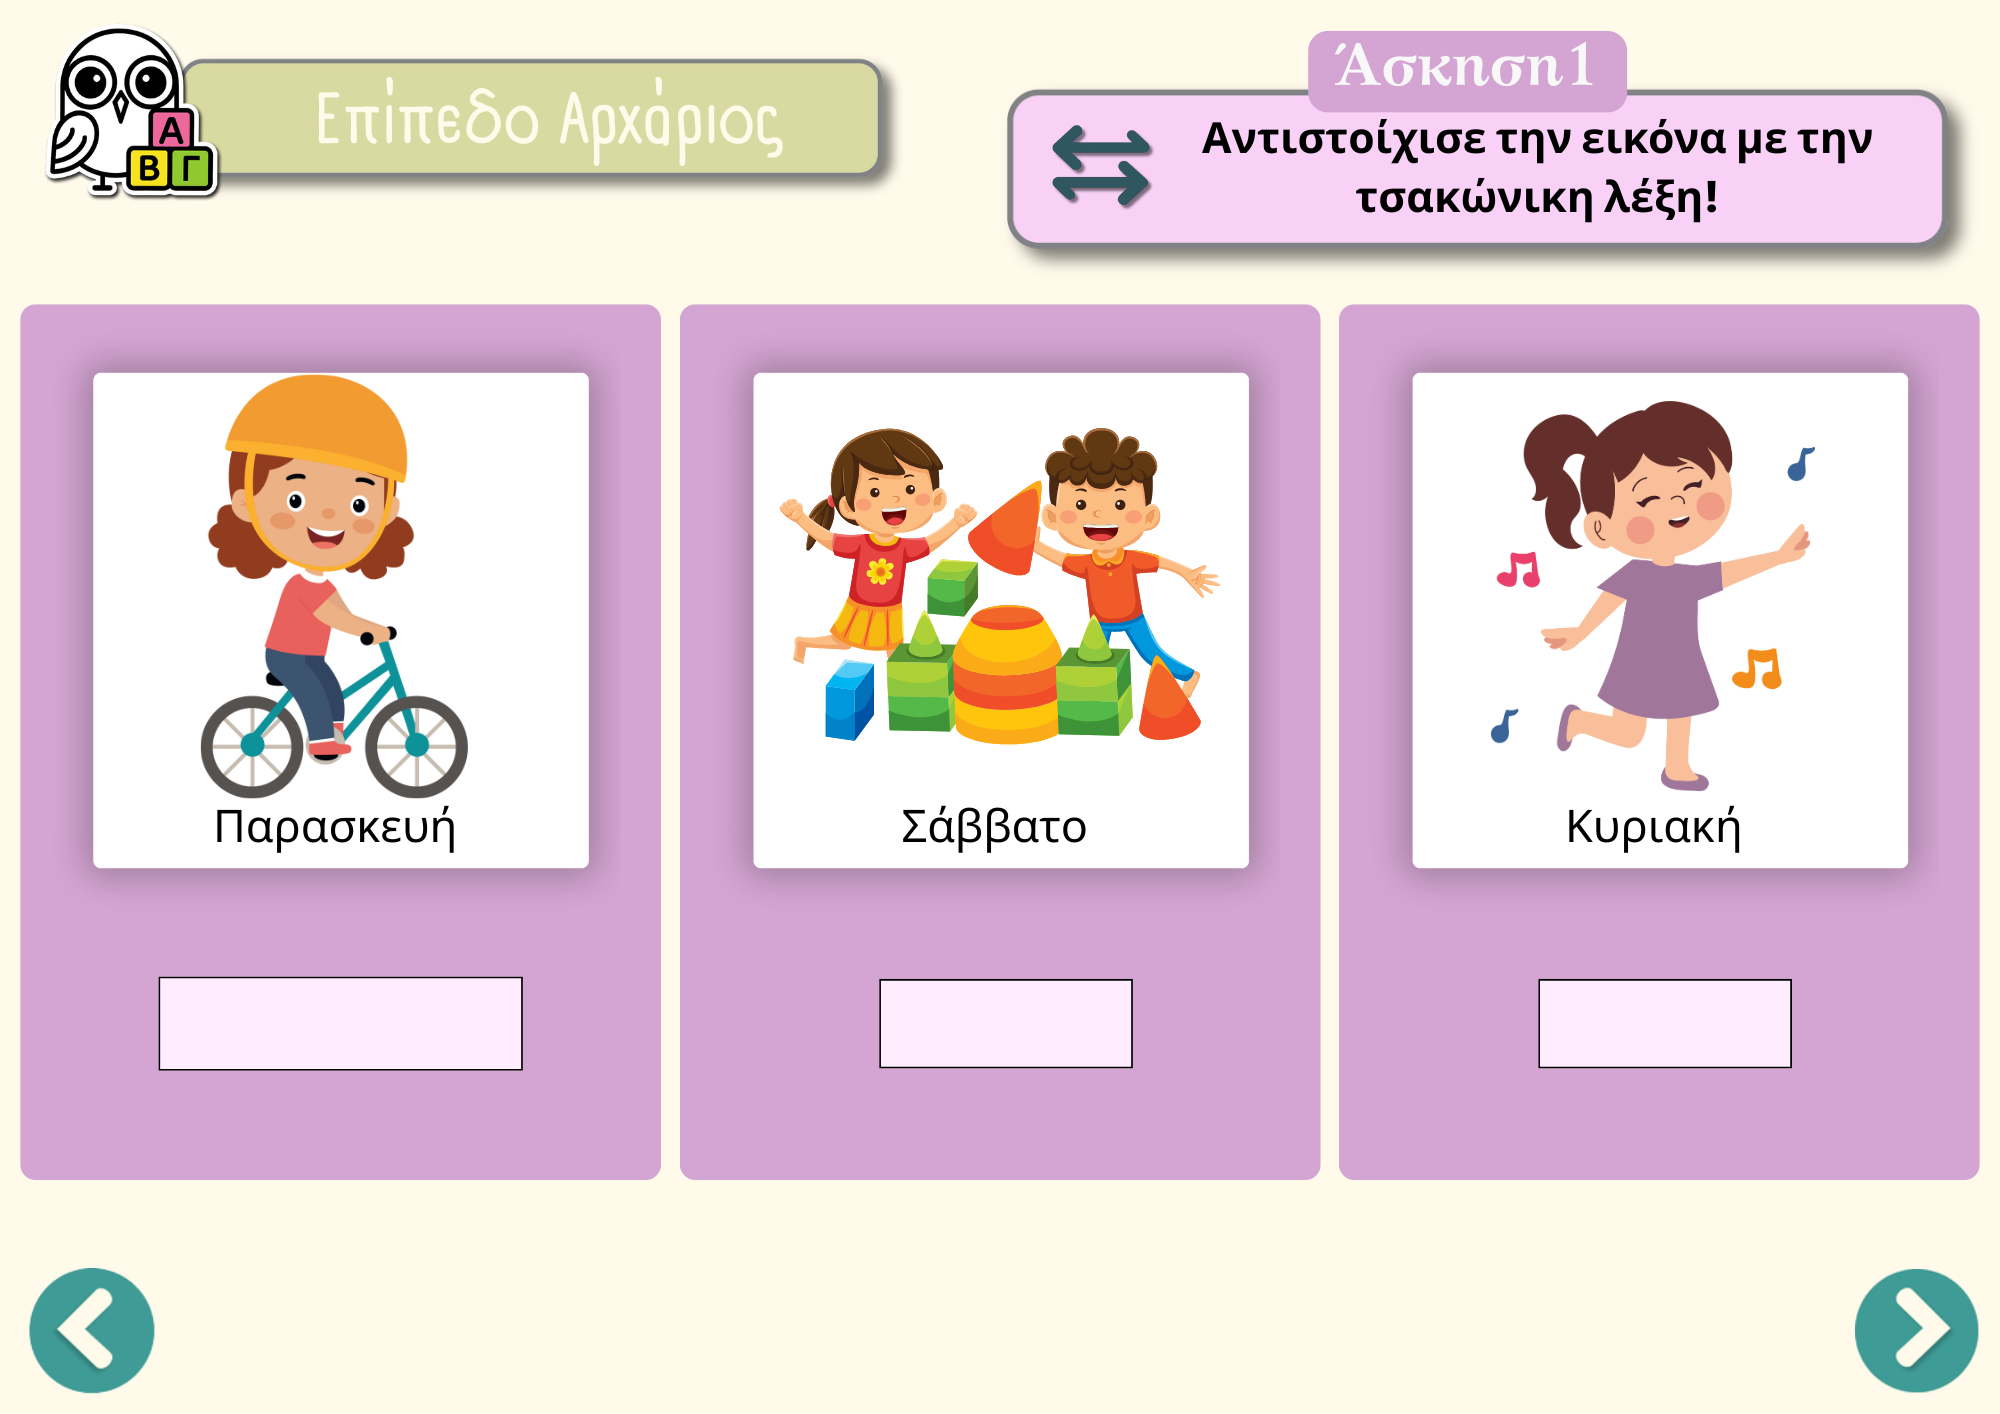 Α
Β Γ
Επίπεδο Αρχάριος
Άσκηση1
Αντιστοίχισε την εικόνα με την
τσακώνικη λέξη!
Παρασκευή
Σάββατο
Κυριακή